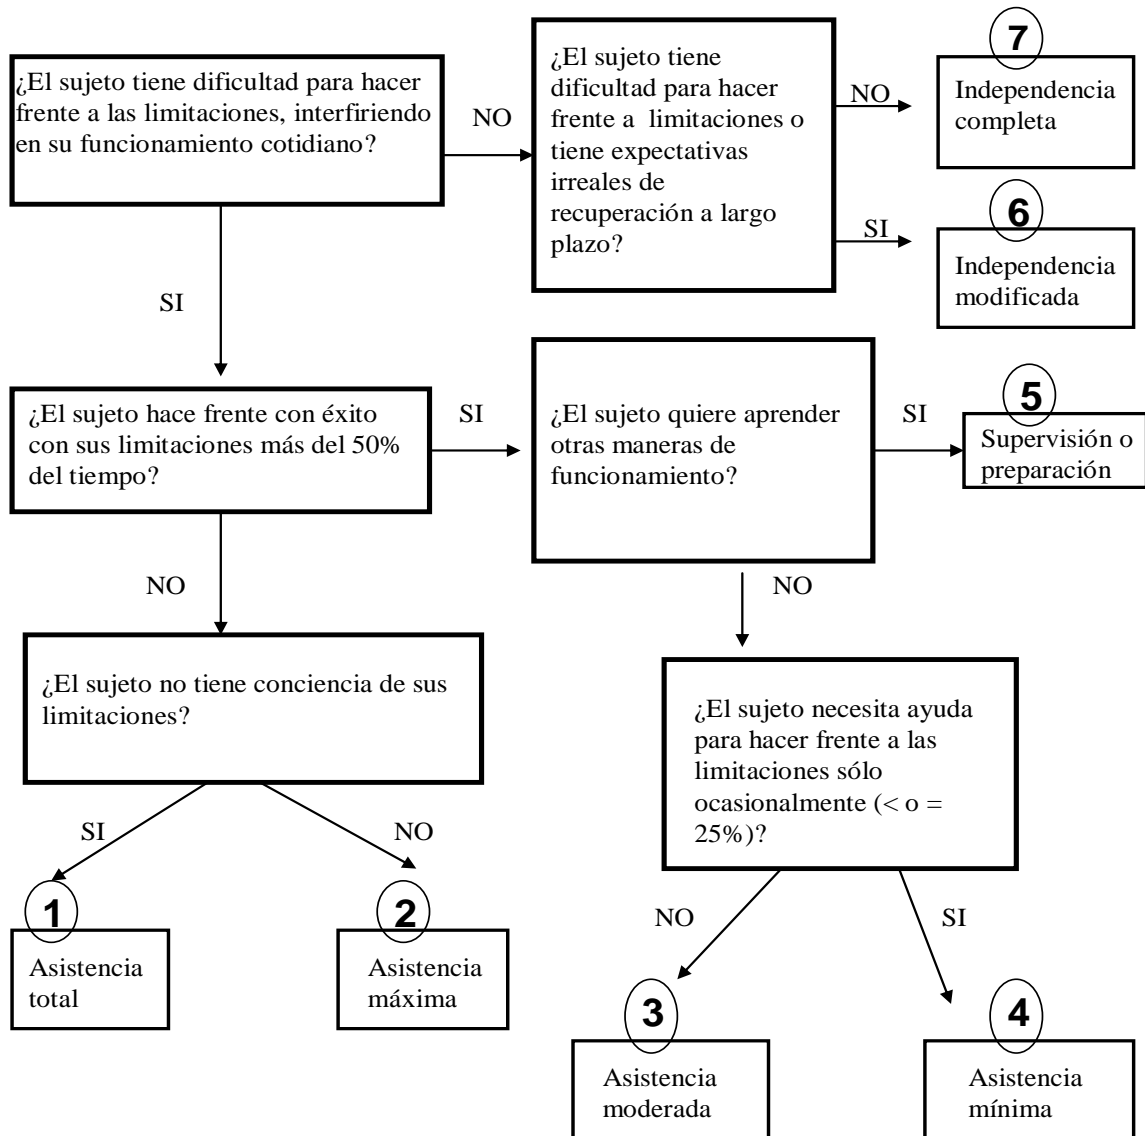 ¿El sujeto tiene dificultad para hacer
frente a las limitaciones, interfiriendo
en su funcionamiento cotidiano?
NO
¿El sujeto tiene
dificultad para hacer
frente a  limitaciones o
tiene expectativas
irreales de
recuperación a largo
plazo?
NO
7
Independencia
completa
SI
6
Independencia
modificada
SI
¿El sujeto hace frente con éxito
con sus limitaciones más del 50%
del tiempo?
SI
¿El sujeto quiere aprender
otras maneras de
funcionamiento?
SI
5
Supervisión o
preparación
NO
NO
¿El sujeto no tiene conciencia de sus
limitaciones?
¿El sujeto necesita ayuda
para hacer frente a las
limitaciones sólo
ocasionalmente (< o =
25%)?
SI
NO
1
Asistencia
total
2
Asistencia
máxima
NO
SI
3
Asistencia
moderada
4
Asistencia
mínima